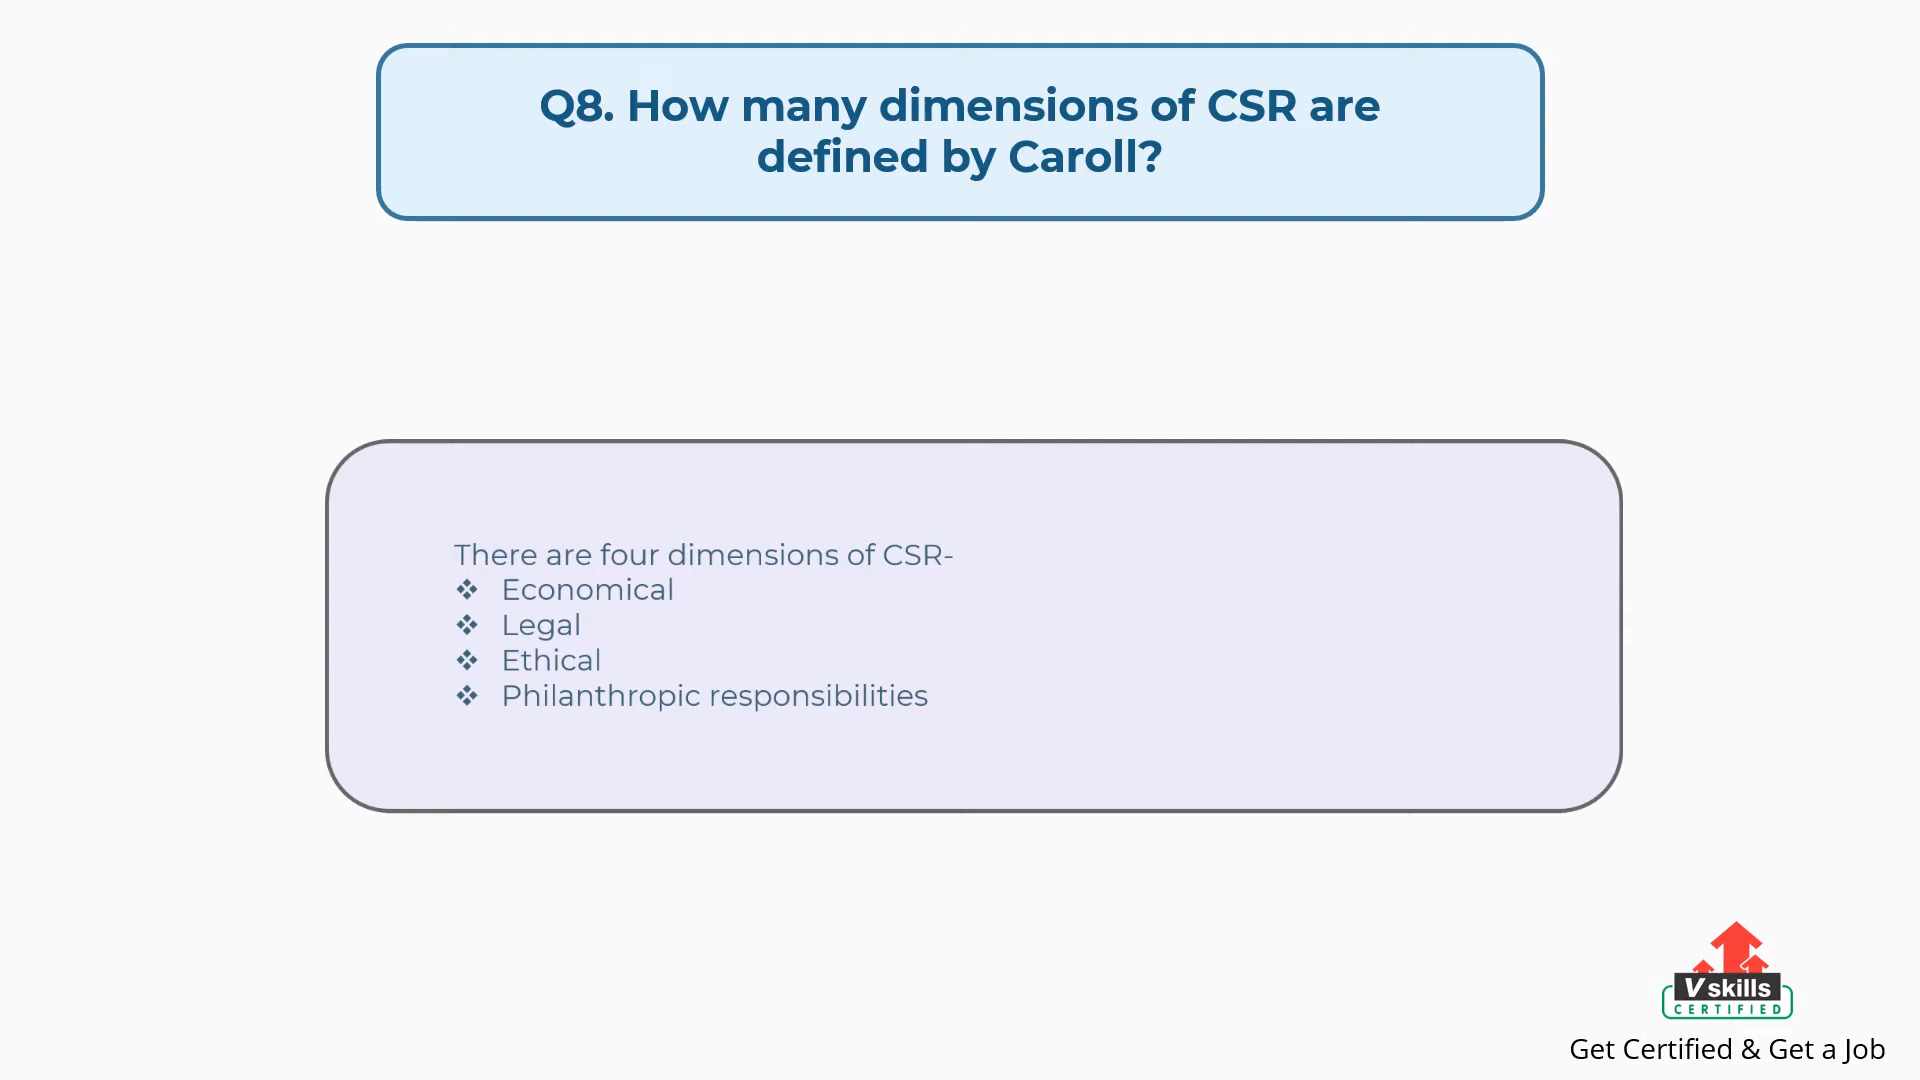 Q8. How many dimensions of CSR are
defined by Caroll?
There are four dimensions of CSR-
❖ Economical
❖ Legal
❖ Ethical
❖ Philanthropic responsibilities
Vskills
CERTIFIED
Get Certified & Get a Job